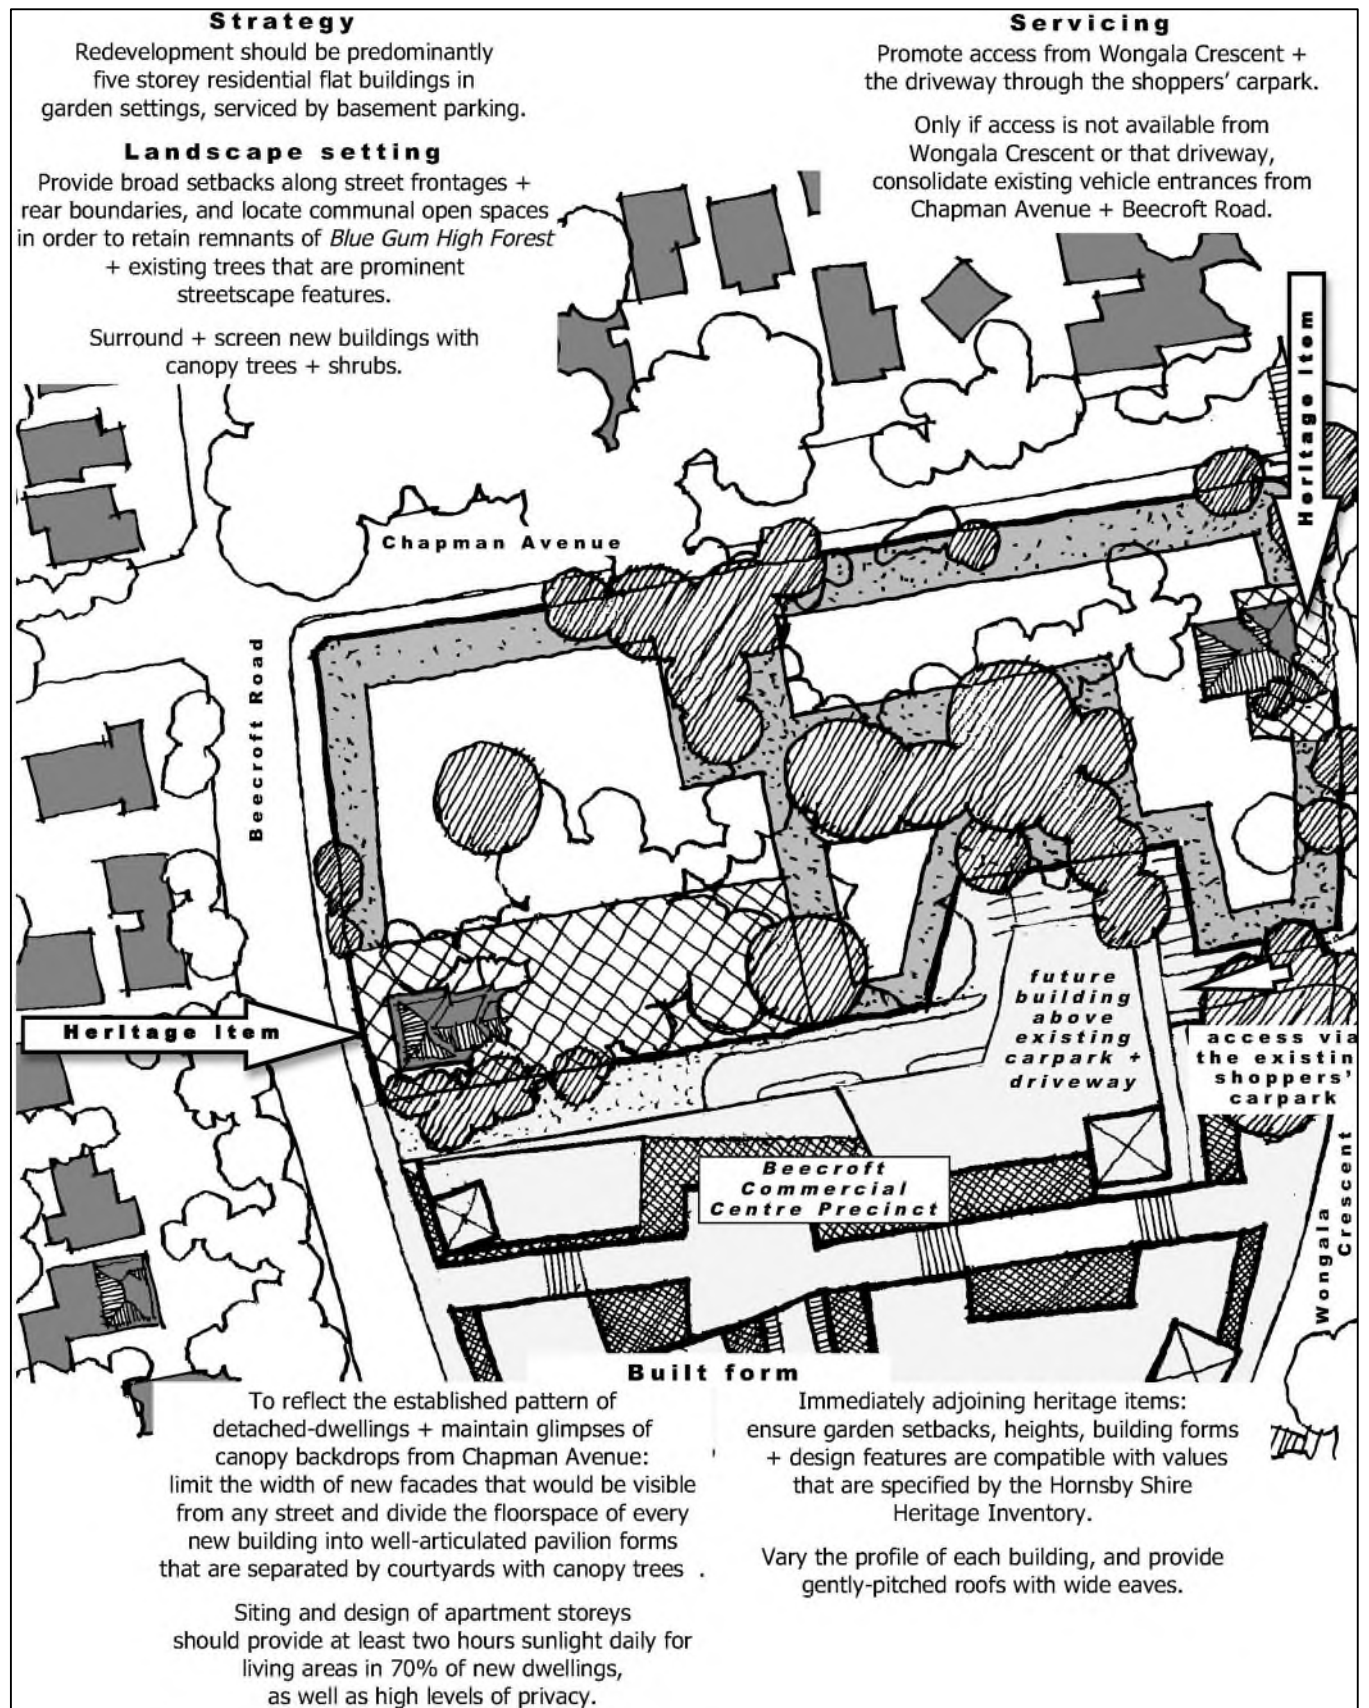 Strategy
Redevelopment should be predominantly
five storey residential flat buildings in
garden settings, serviced by basement parking.
Landscape setting
Provide broad setbacks along street frontages +
rear boundaries, and locate communal open spaces
in order to retain remnants of Blue Gum High Forest
+ existing trees that are prominent
streetscape features.
Surround + screen new buildings with
canopy trees + shrubs.
Servicing
Promote access from Wongala Crescent +
the driveway through the shoppers' carpark.
Only if access is not available from
Wongala Crescent or that driveway,
consolidate existing vehicle entrances from
Chapman Avenue + Beecroft Road.
Heritage Item
Chapman Avenue
Beecroft Road
Heritage Item
future
building
above
existing
carpark +
driveway
access via
the existin
shoppers'
carpark
Beecroft
Commercial
Centre Precinct
Wongala
Crescent
Built form
To reflect the established pattern of
detached-dwellings + maintain glimpses of
canopy backdrops from Chapman Avenue:
limit the width of new facades that would be visible
from any street and divide the floorspace of every
new building into well-articulated pavilion forms
that are separated by courtyards with canopy trees .
Siting and design of apartment storeys
should provide at least two hours sunlight daily for
living areas in 70% of new dwellings,
as well as high levels of privacy.
Immediately adjoining heritage items:
ensure garden setbacks, heights, building forms
+ design features are compatible with values
that are specified by the Hornsby Shire
Heritage Inventory.
Vary the profile of each building, and provide
gently-pitched roofs with wide eaves.